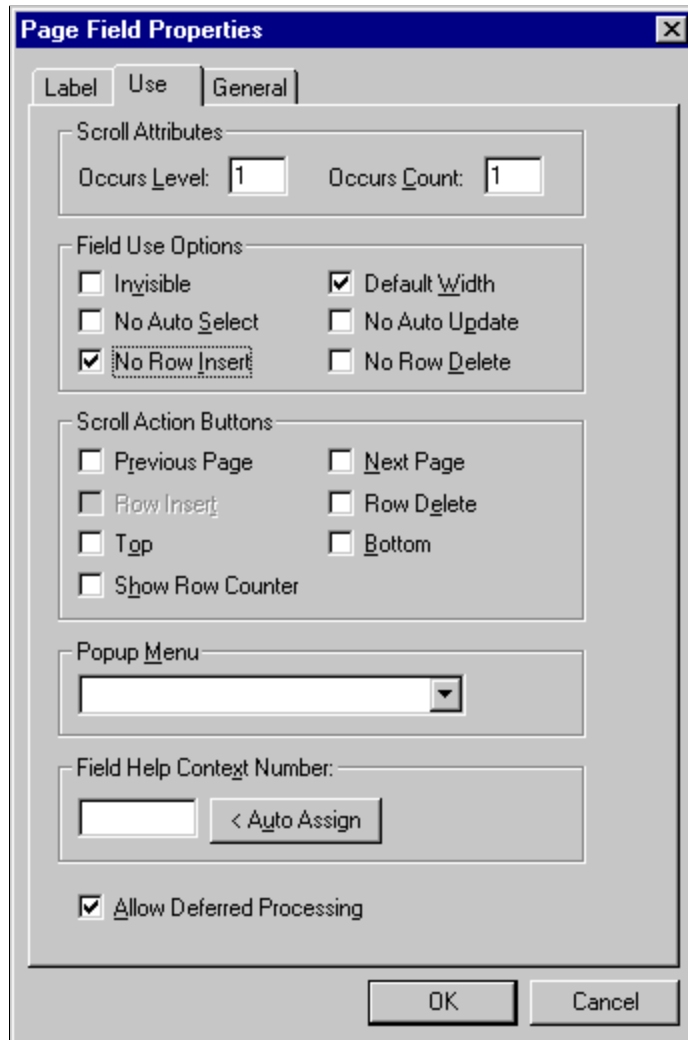 Page Field Properties
Label Use General
Scroll Attributes
Occurs Level: 1 Occurs Count: 1
Field Use Options
Invisible Default Width
No Auto Select No Auto Update
No Row Insert No Row Delete
Scroll Action Buttons
Previous Page Next Page
Row Insert Row Delete
Top Bottom
Show Row Counter
Popup Menu
Field Help Context Number:
< Auto Assign
Allow Deferred Processing
OK Cancel